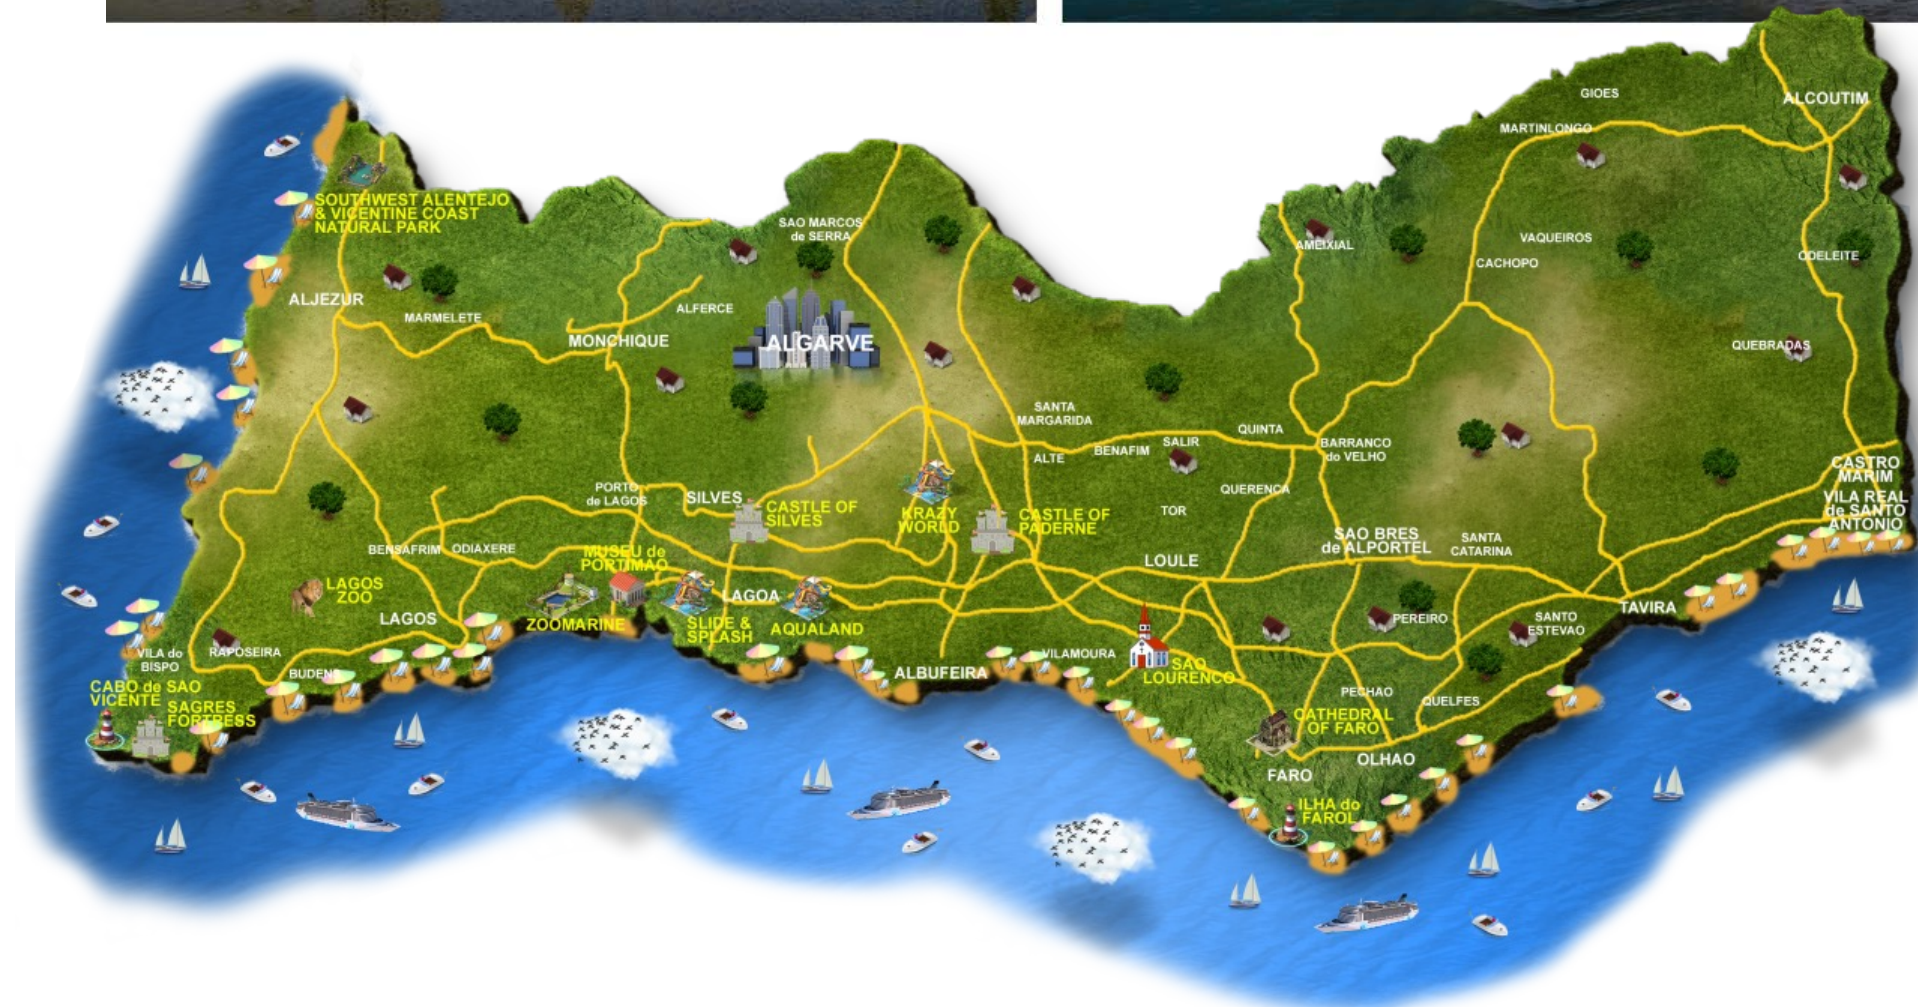 GIOES
ALCOUTIM
MARTINLONGO
SOUTHWEST ALENTEJO
& VICENTINE COAST
NATURAL PARK
SAO MARCOS
de SERRA
AMEIXIAL
VAQUEIROS
CACHOPO
ODELEITE
ALJEZUR
MARMELETE
ALFERCE
MONCHIQUE
ALGARVE
QUEBRADAS
SANTA
MARGARIDA
QUINTA
BARRANCO
do VELHO
SALIR
BENAFIM
ALTE
CASTRO
MARIM
VILA REAL
de SANTO
ANTONIO
PORTO
de LAGOS
SILVES
CASTLE OF
SILVES
KRAZY
WORLD
CASTLE OF
PADERNE
QUERENCA
TOR
SAO BRES
de ALPORTEL
SANTA
CATARINA
BENSAFRIM
ODIAXERE
MUSEU de
PORTIMAO
LOULE
LAGOS
ZOO
LAGOA
LAGOS
ZOOMARINE
SLIDE &
SPLASH
AQUALAND
TAVIRA
PEREIRO
SANTO
ESTEVAO
VILA do
BISPO
RAPOSEIRA
BUDENS
ALBUFEIRA
VILAMOURA
SAO
LOURENCO
CABO de SAO
VICENTE
SAGRES
FORTRESS
PECHAO
QUELFES
CATHEDRAL
OF FARO
OLHAO
FARO
ILHA do
FAROL